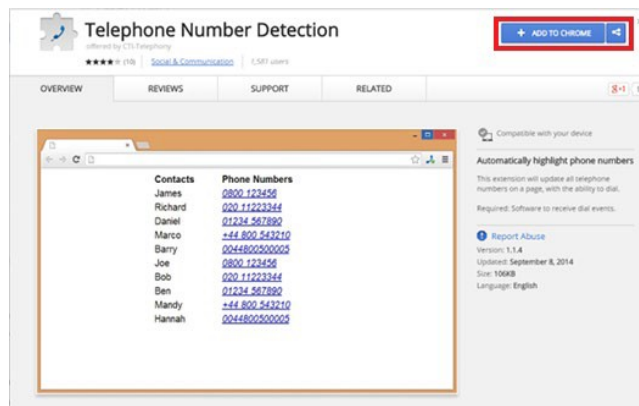 Telephone Number Detection
offered by CTI-Telephony
(10) Social & Communication 1,581 users
+ ADD TO CHROME
OVERVIEW REVIEWS SUPPORT RELATED
g+1
Contacts Phone Numbers
James 0800 123456
Richard 020 11223344
Daniel 01234 567890
Marco +44 800 543210
Barry 0044800500005
Joe 0800 123456
Bob 020 11223344
Ben 01234 567890
Mandy +44 800 543210
Hannah 0044800500005
Compatible with your device
Automatically highlight phone numbers
This extension will update all telephone
numbers on a page, with the ability to dial.
Required: Software to receive dial events.
Report Abuse
Version: 1.1.4
Updated: September 8, 2014
Size: 106KB
Language: English